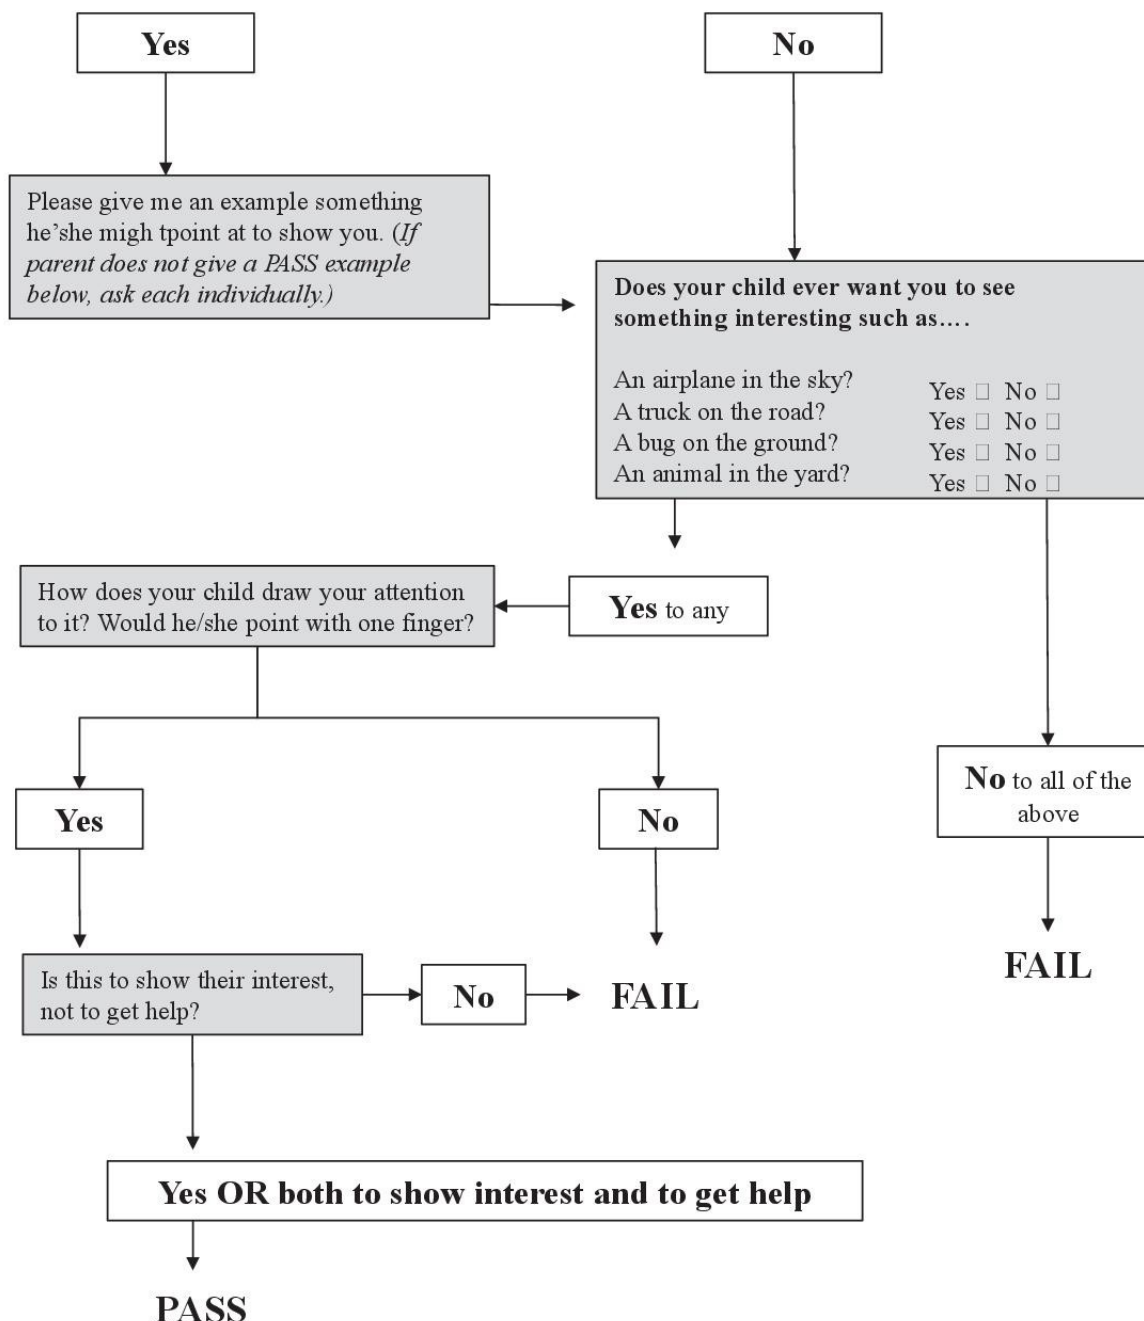 Yes
No
Please give me an example something
he'she migh tpoint at to show you. (If
parent does not give a PASS example
below, ask each individually.)
Does your child ever want you to see
something interesting such as….
An airplane in the sky? Yes □ No □
A truck on the road? Yes □ No □
A bug on the ground? Yes □ No □
An animal in the yard? Yes □ No □
How does your child draw your attention
to it? Would he/she point with one finger?
Yes to any
Yes
No
No to all of the
above
Is this to show their interest,
not to get help?
No
FAIL
FAIL
Yes OR both to show interest and to get help
PASS